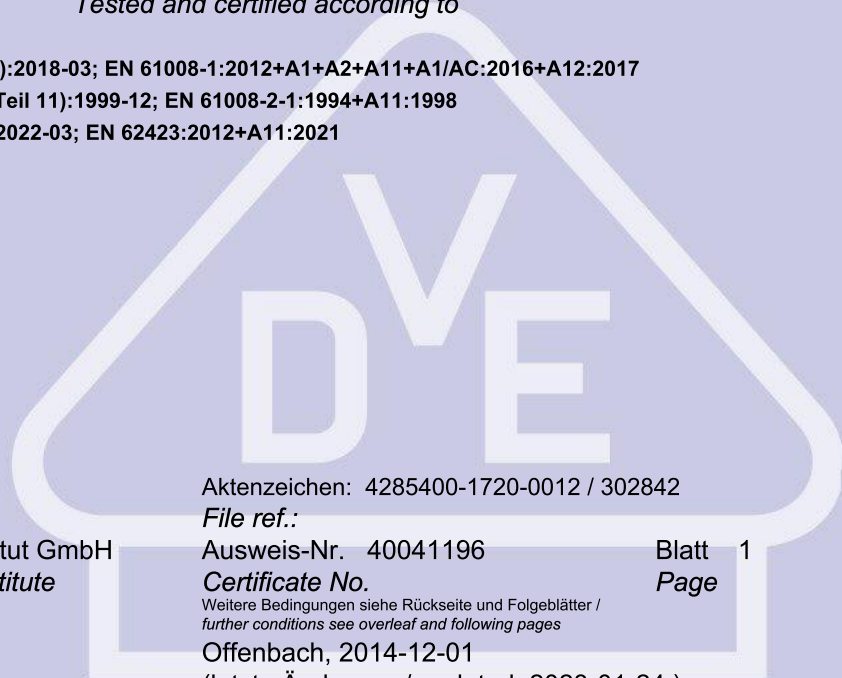 Tested and certified according to
):2018-03; EN 61008-1:2012+A1+A2+A11+A1/AC:2016+A12:2017
Teil 11):1999-12; EN 61008-2-1:1994+A11:1998
2022-03; EN 62423:2012+A11:2021
VDE
Aktenzeichen: 4285400-1720-0012 / 302842
File ref.:
tut GmbH Ausweis-Nr. 40041196 Blatt 1
titute Certificate No. Page
Weitere Bedingungen siehe Rückseite und Folgeblätter /
further conditions see overleaf and following pages
Offenbach, 2014-12-01